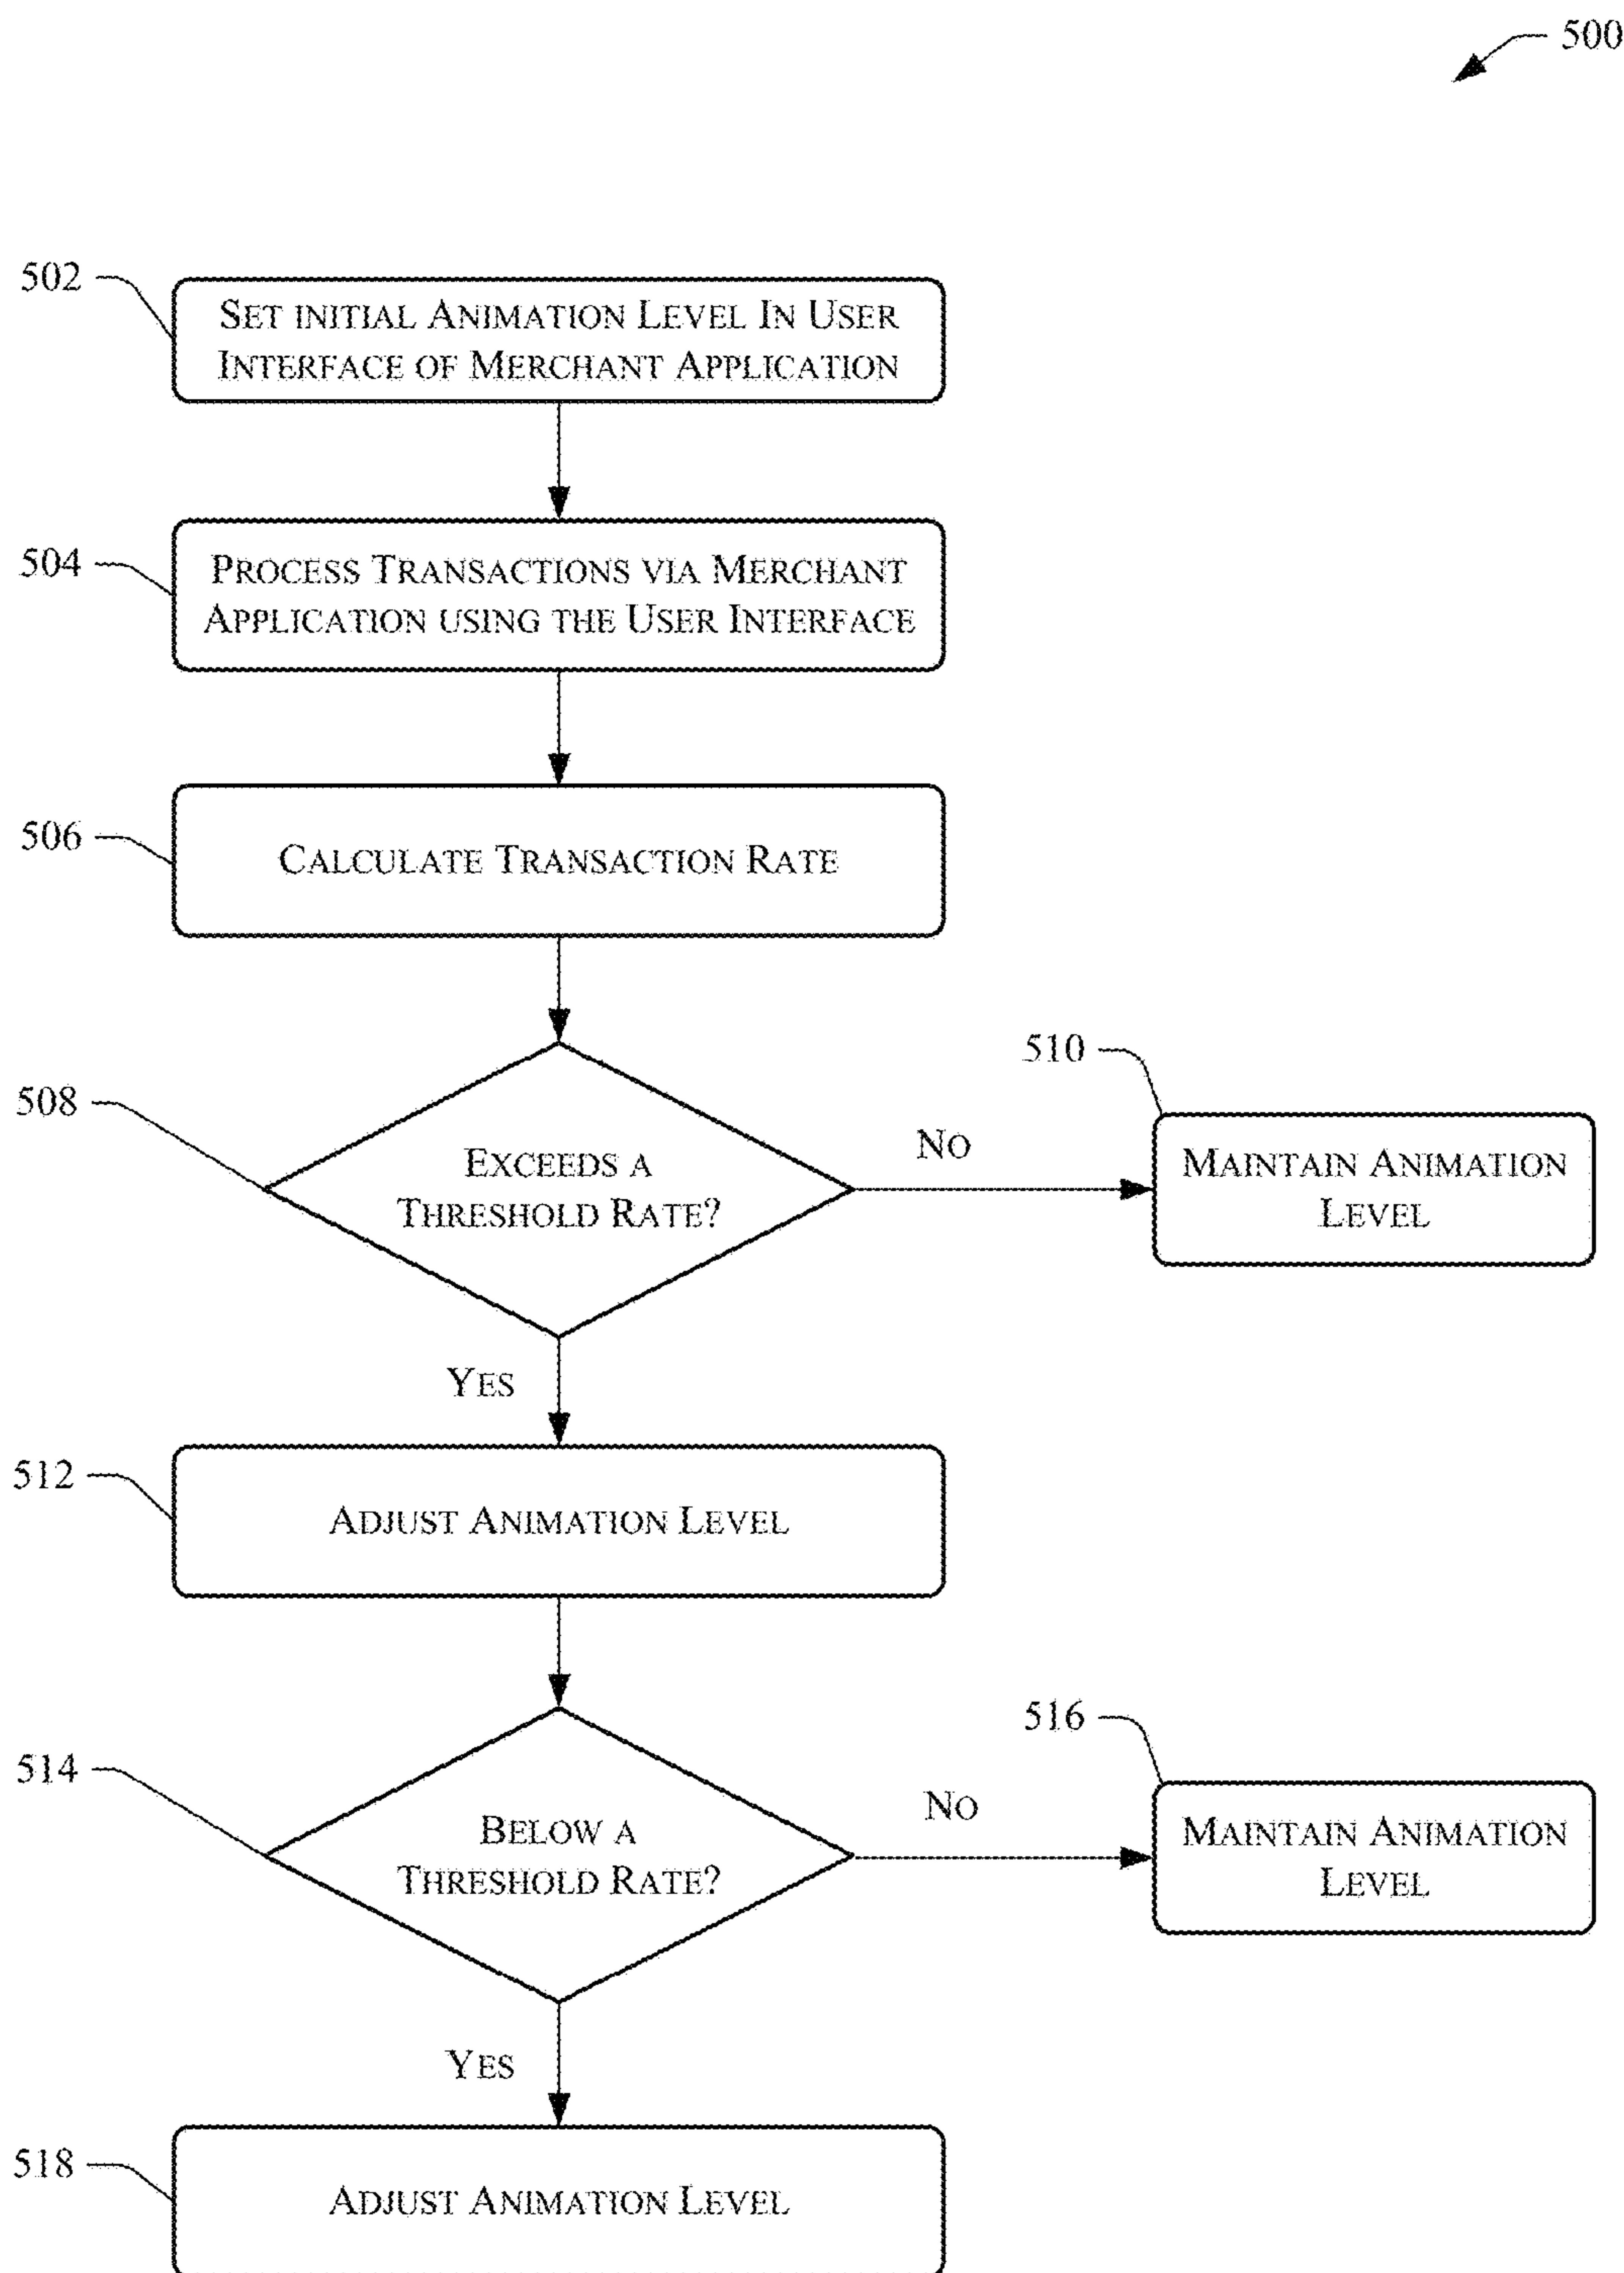 500
502
SET INITIAL ANIMATION LEVEL IN USER
INTERFACE OF MERCHANT APPLICATION
504
PROCESS TRANSACTIONS VIA MERCHANT
APPLICATION USING THE USER INTERFACE
506
CALCULATE TRANSACTION RATE
508
EXCEEDS A
THRESHOLD RATE?
NO
510
MAINTAIN ANIMATION
LEVEL
YES
512
ADJUST ANIMATION LEVEL
514
BELOW A
THRESHOLD RATE?
NO
516
MAINTAIN ANIMATION
LEVEL
YES
518
ADJUST ANIMATION LEVEL